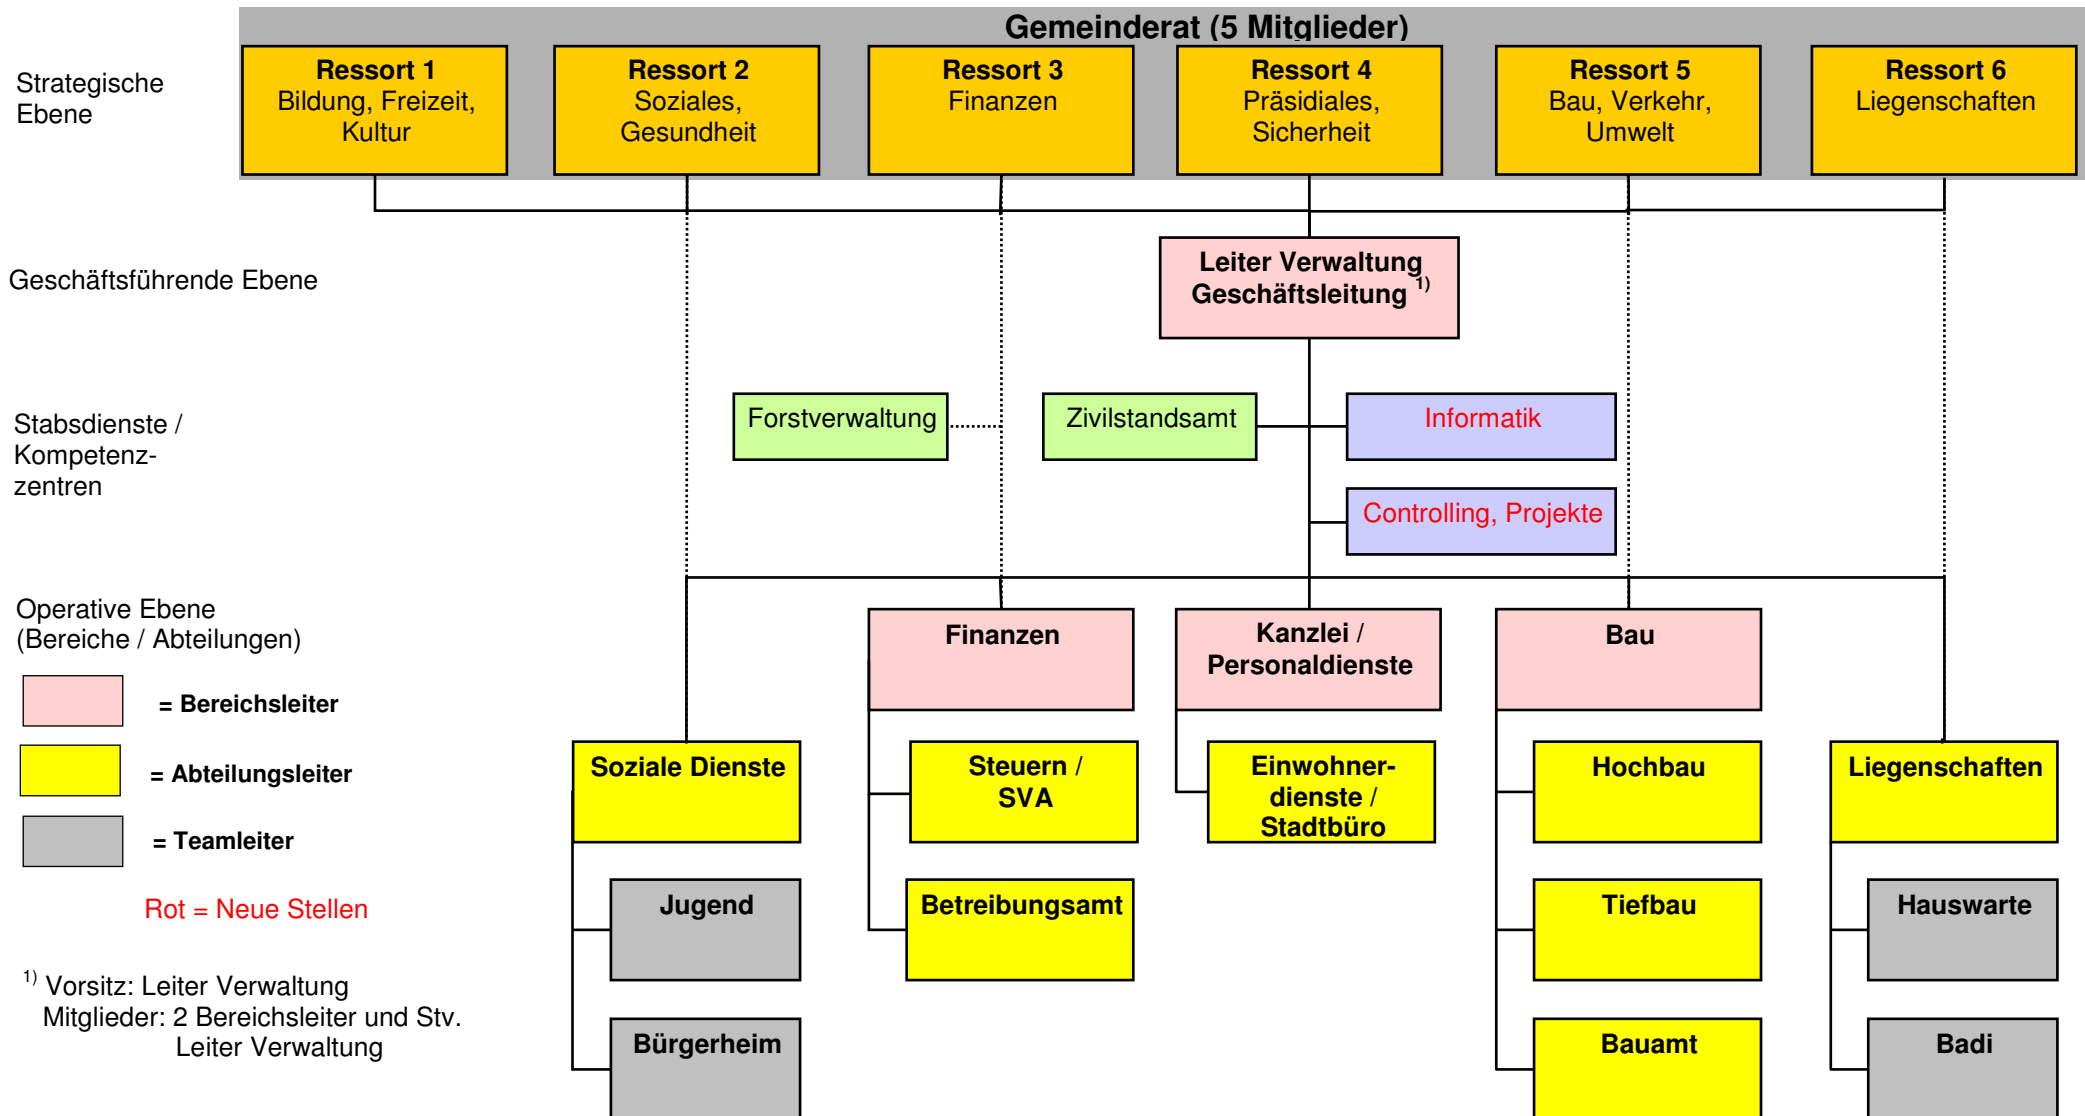 Gemeinderat (5 Mitglieder)
Strategische
Ebene
Ressort 1
Bildung, Freizeit,
Kultur
Ressort 2
Soziales,
Gesundheit
Ressort 3
Finanzen
Ressort 4
Präsidiales,
Sicherheit
Ressort 5
Bau, Verkehr,
Umwelt
Ressort 6
Liegenschaften
Geschäftsführende Ebene
Leiter Verwaltung
Geschäftsleitung 1)
Stabsdienste /
Kompetenz-
zentren
Forstverwaltung
Zivilstandsamt
Informatik
Controlling, Projekte
Operative Ebene
(Bereiche / Abteilungen)
Finanzen
Kanzlei /
Personaldienste
Bau
= Bereichsleiter
= Abteilungsleiter
= Teamleiter
Rot = Neue Stellen
Soziale Dienste
Steuern /
SVA
Einwohner-
dienste /
Stadtbüro
Hochbau
Liegenschaften
Jugend
Betreibungsamt
Tiefbau
Hauswarte
Bürgerheim
Bauamt
Badi
1) Vorsitz: Leiter Verwaltung
Mitglieder: 2 Bereichsleiter und Stv.
Leiter Verwaltung